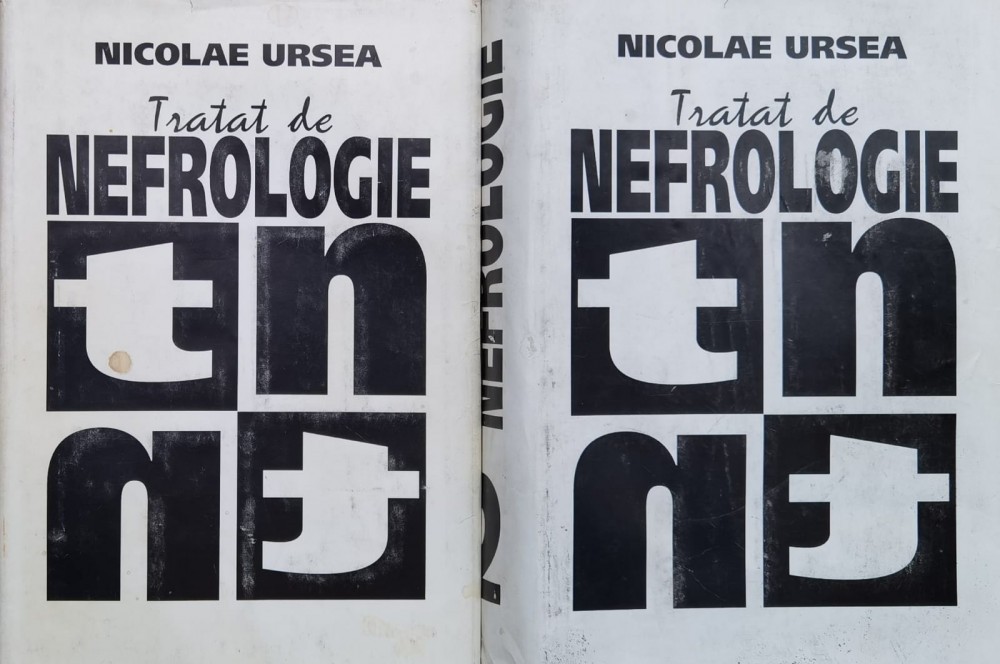 NICOLAE URSEA
Tratat de
NEFROLOGIE
t n
n t
NEFROLOGIE
NICOLAE URSEA
Tratat de
NEFROLOGIE
t n
n t